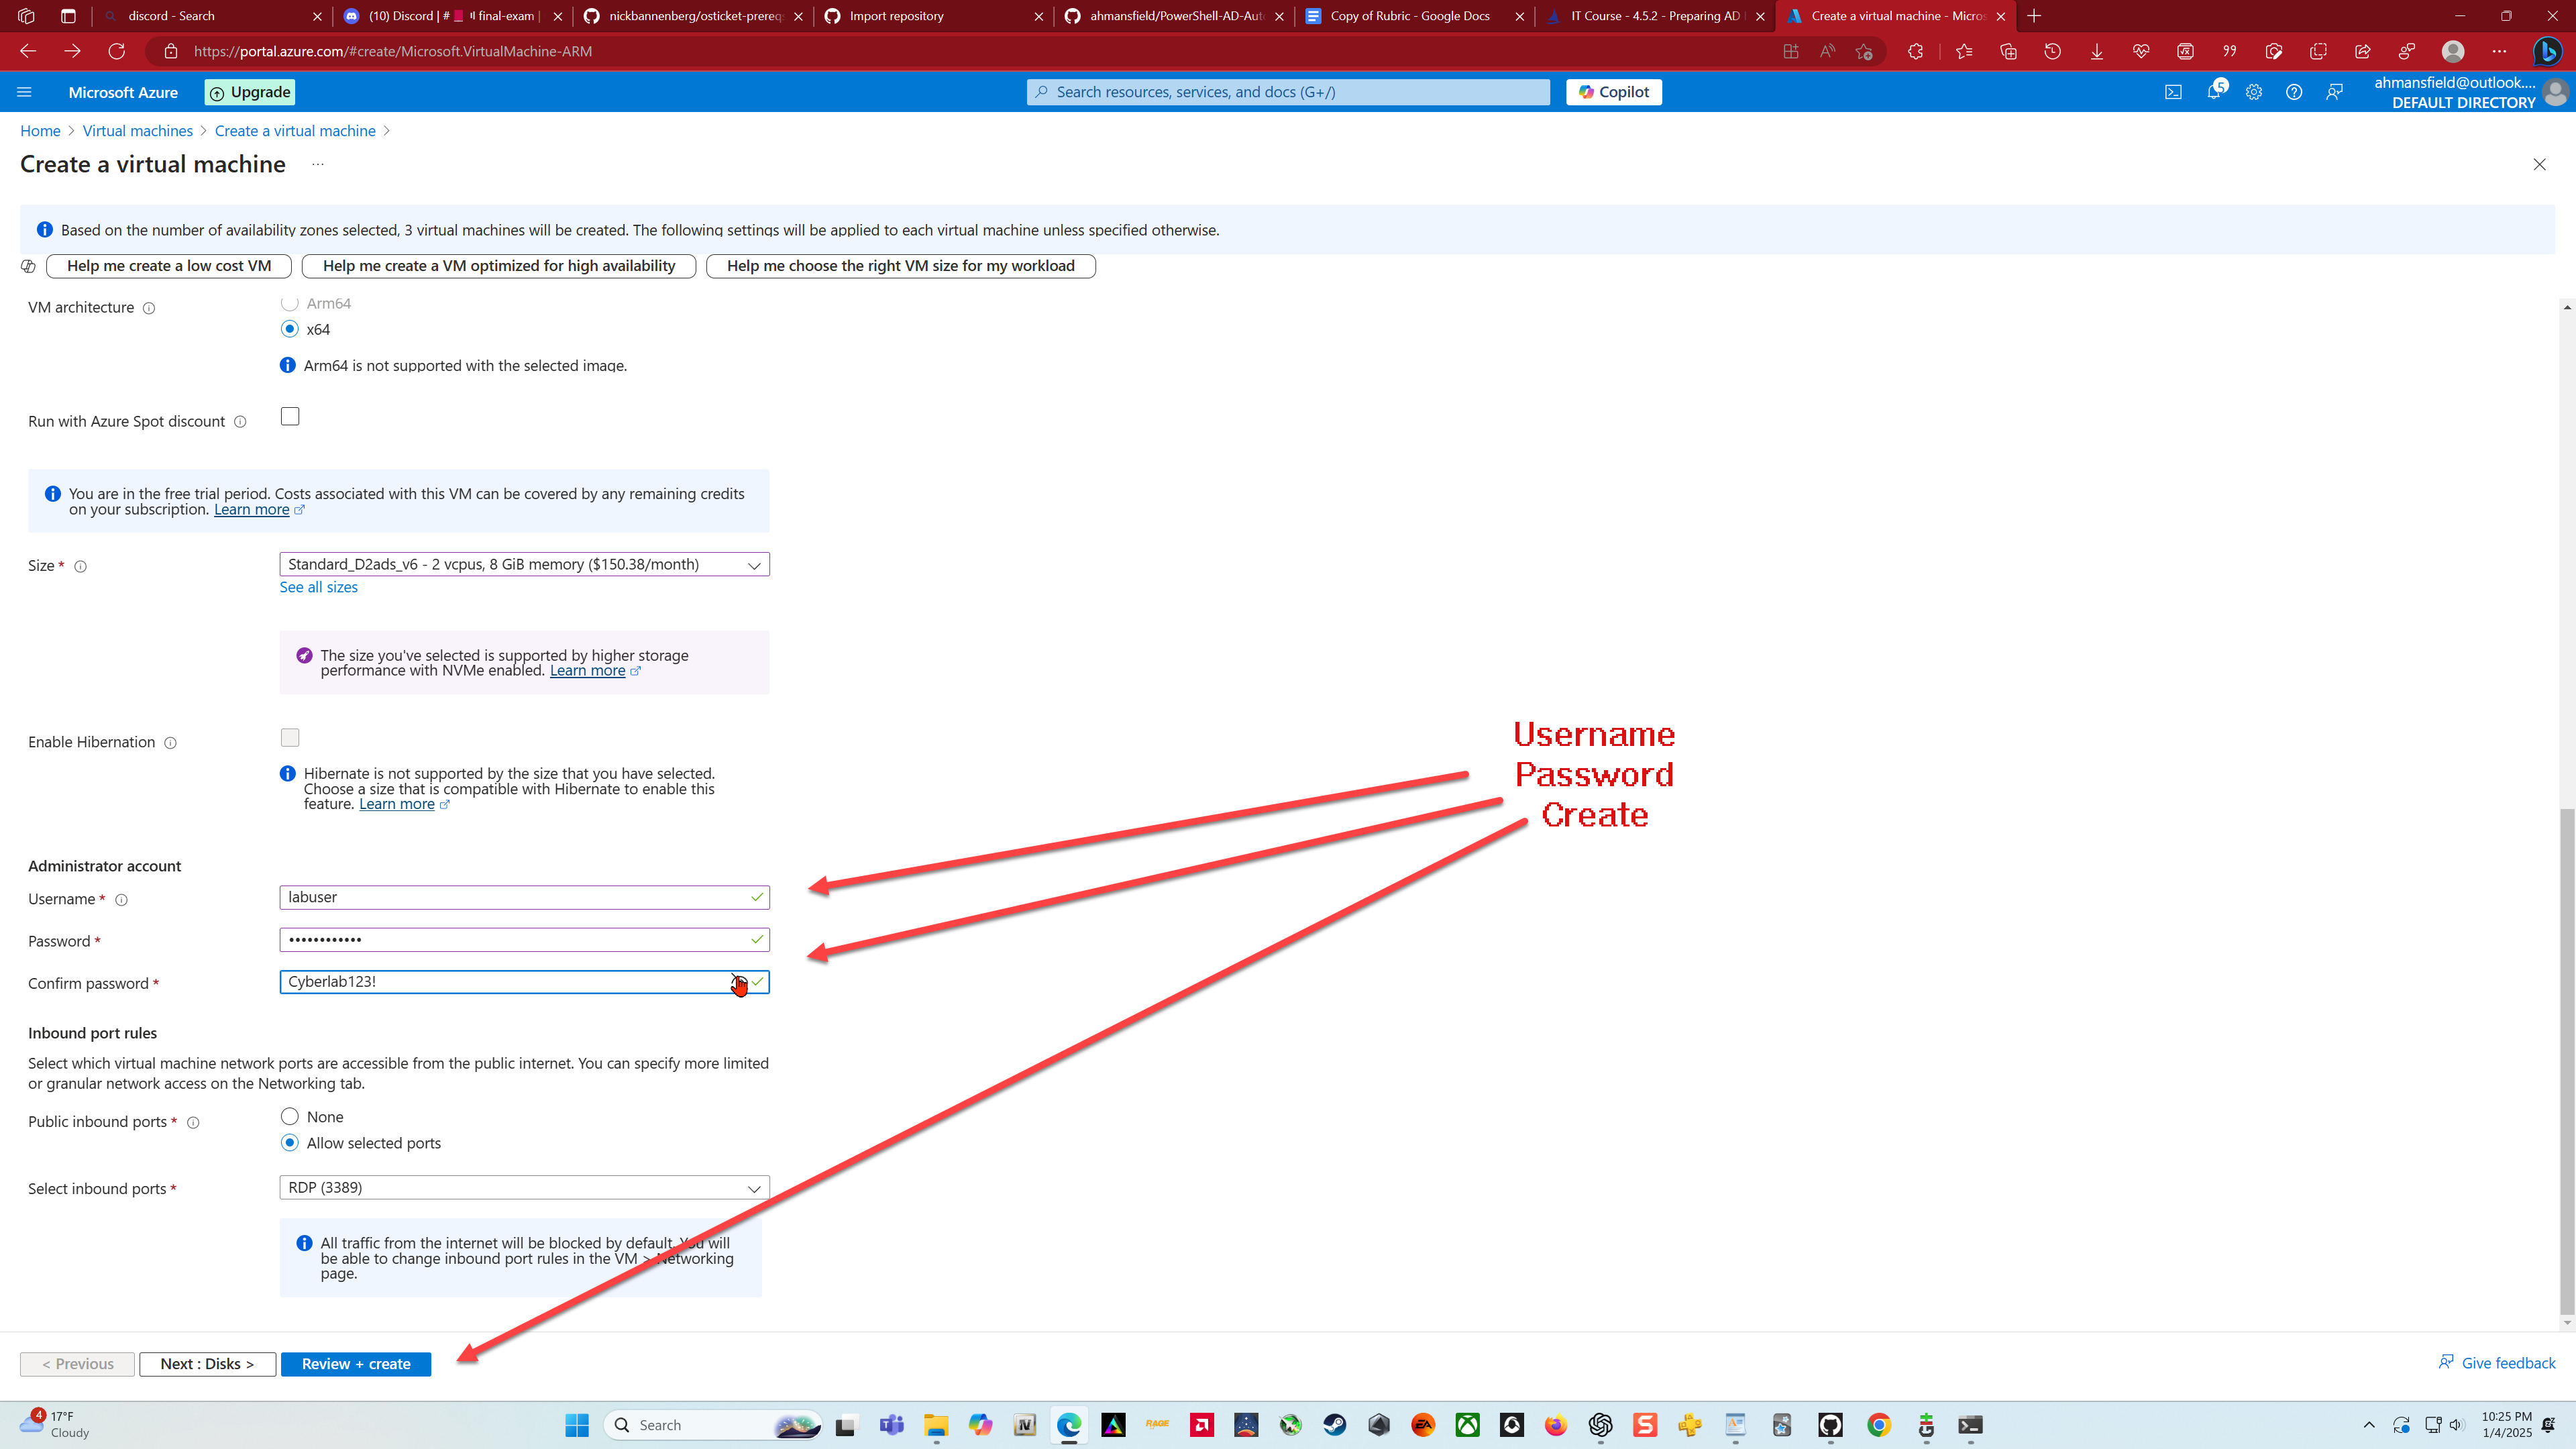 discord - Search
(10) Discord | # final-exam |
nickbannenberg/osticket-prereq
Import repository
ahmansfield/PowerShell-AD-Aut
Copy of Rubric - Google Docs
IT Course - 4.5.2 - Preparing AD
Create a virtual machine - Micros
https://portal.azure.com/#create/Microsoft.VirtualMachine-ARM
Microsoft Azure
Upgrade
Search resources, services, and docs (G+/)
Copilot
5
ahmansfield@outlook....
DEFAULT DIRECTORY
Home > Virtual machines > Create a virtual machine >
Create a virtual machine ...
Based on the number of availability zones selected, 3 virtual machines will be created. The following settings will be applied to each virtual machine unless specified otherwise.
Help me create a low cost VM
Help me create a VM optimized for high availability
Help me choose the right VM size for my workload
VM architecture
Arm64
x64
Arm64 is not supported with the selected image.
Run with Azure Spot discount
You are in the free trial period. Costs associated with this VM can be covered by any remaining credits
on your subscription. Learn more
Size *
Standard_D2ads_v6 - 2 vcpus, 8 GiB memory ($150.38/month)
See all sizes
The size you've selected is supported by higher storage
performance with NVMe enabled. Learn more
Enable Hibernation
Hibernate is not supported by the size that you have selected.
Choose a size that is compatible with Hibernate to enable this
feature. Learn more
Username
Password
Create
Administrator account
Username *
labuser
Password *
••••••••••••
Confirm password *
Cyberlab123!
Inbound port rules
Select which virtual machine network ports are accessible from the public internet. You can specify more limited
or granular network access on the Networking tab.
Public inbound ports *
None
Allow selected ports
Select inbound ports *
RDP (3389)
All traffic from the internet will be blocked by default. You will
be able to change inbound port rules in the VM > Networking
page.
< Previous
Next : Disks >
Review + create
Give feedback
4
17°F
Cloudy
Search
RAGE
EA
10:25 PM
1/4/2025